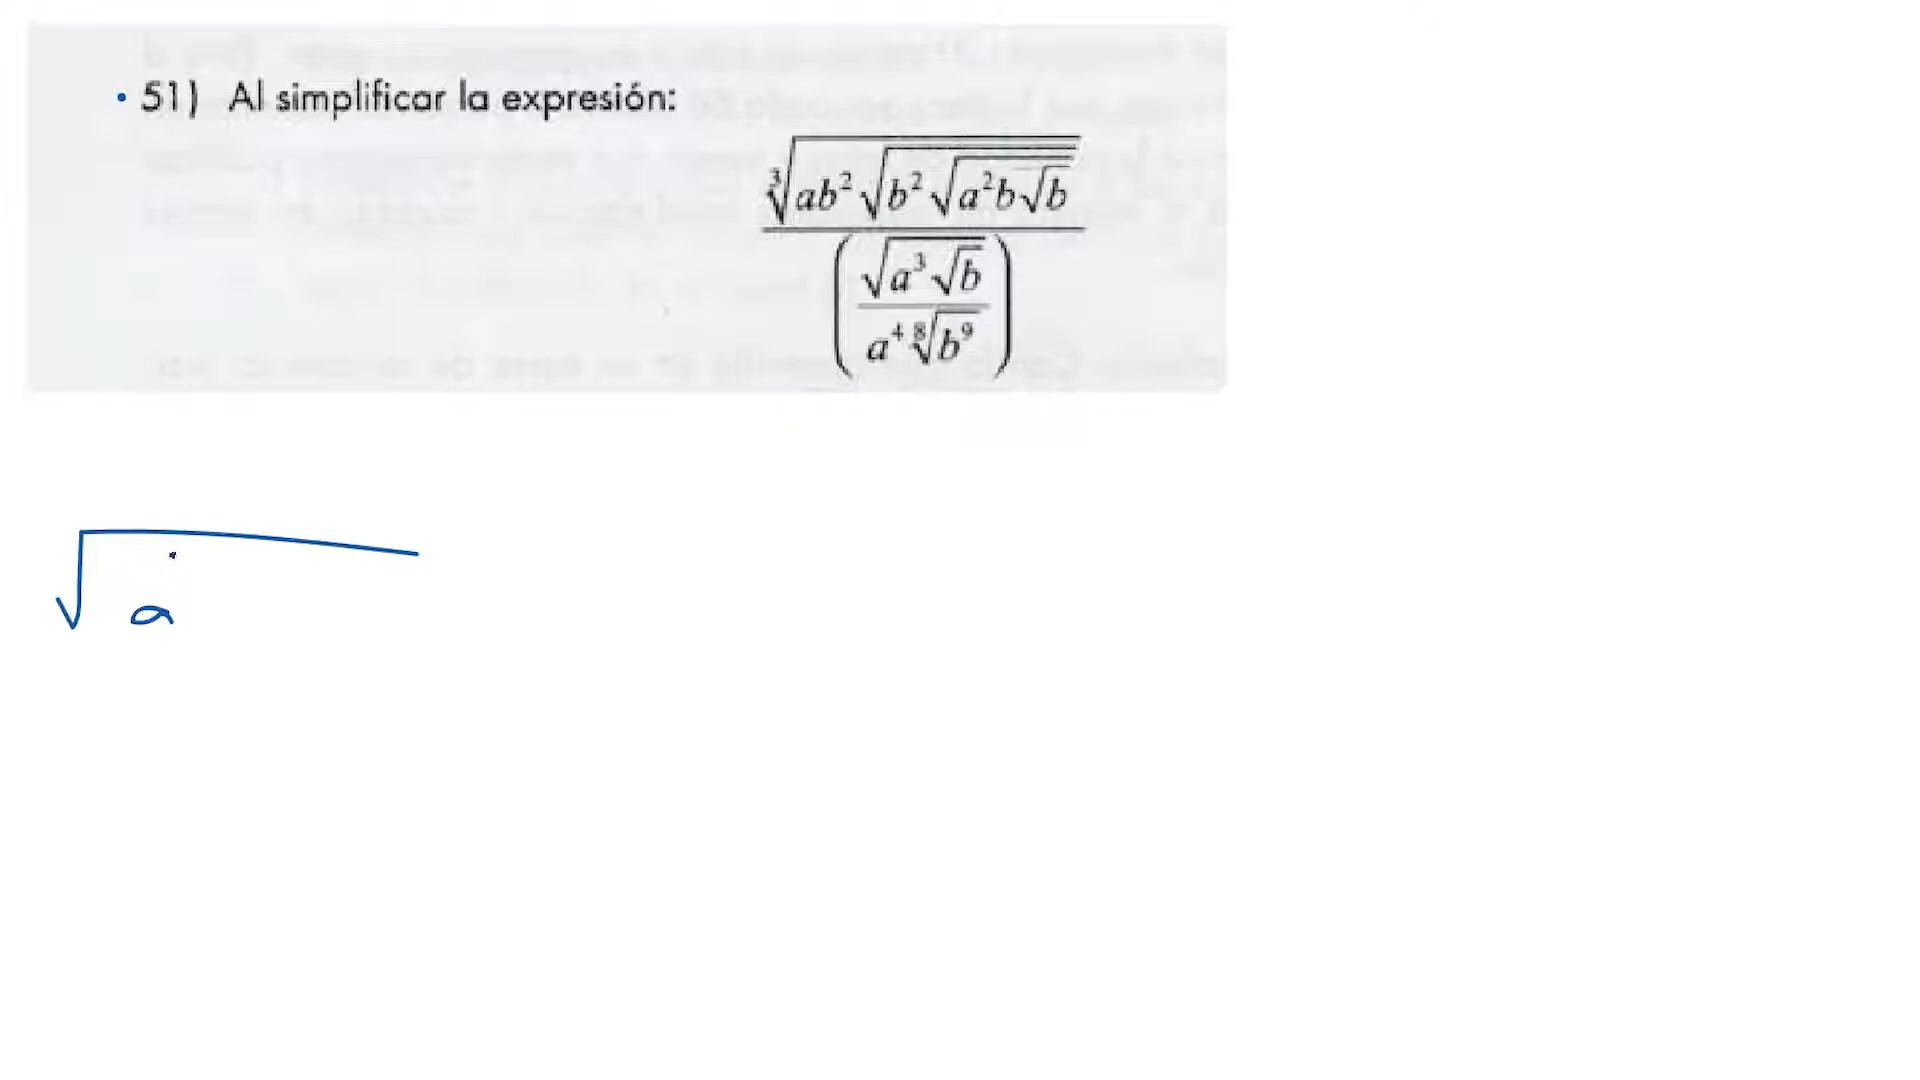 • 51) Al simplificar la expresión:
∛(ab²√(b²√(a²b√b)))
(√(a³√b)
a⁴ ⁸√(b⁹))
√a